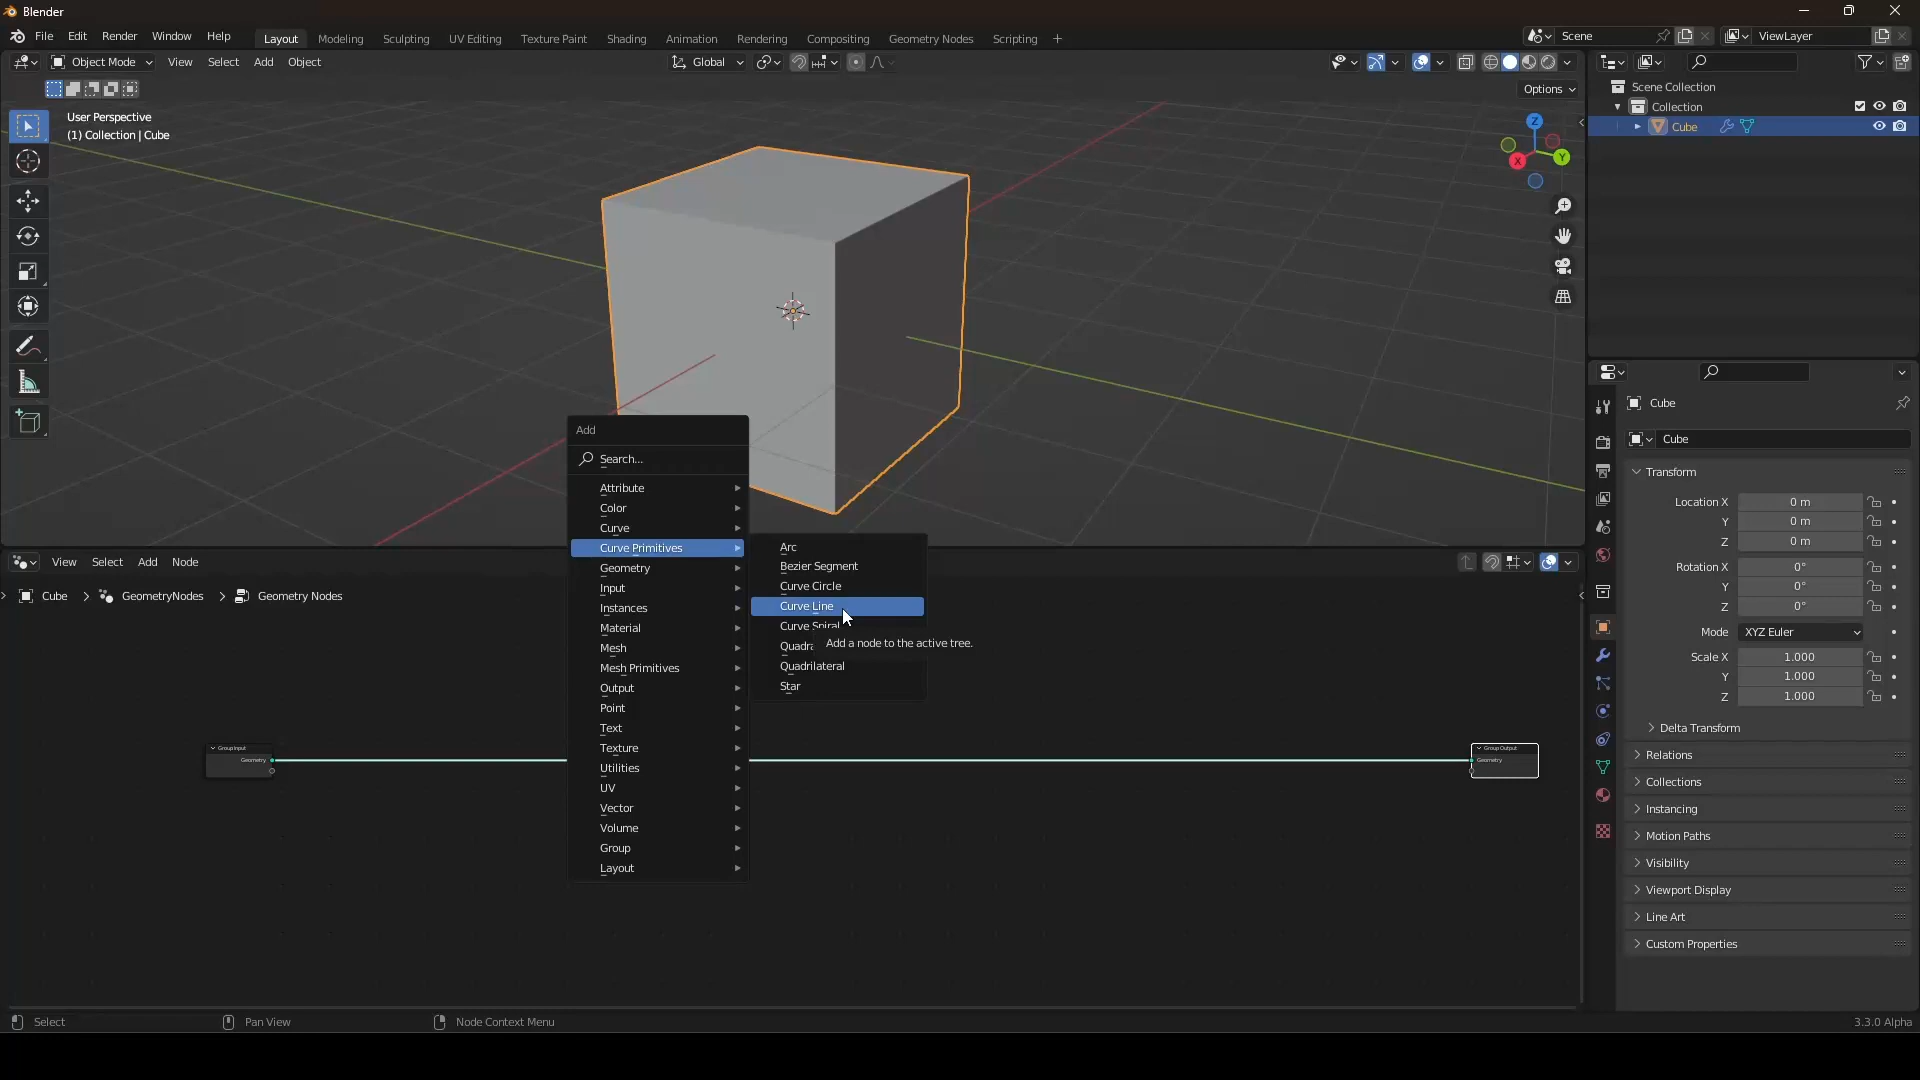 Blender
File Edit Render Window Help
Layout Modeling Sculpting UV Editing Texture Paint Shading Animation Rendering Compositing Geometry Nodes Scripting +
Scene
ViewLayer
Object Mode View Select Add Object
Global
Options
User Perspective
(1) Collection | Cube
Z
Y
X
Scene Collection
Collection
Cube
Add
Search...
Attribute
Color
Curve
Curve Primitives
Geometry
Input
Instances
Material
Mesh
Mesh Primitives
Output
Point
Text
Texture
Utilities
UV
Vector
Volume
Group
Layout
Arc
Bezier Segment
Curve Circle
Curve Line
Curve Spiral
Add a node to the active tree.
Quadrilateral
Star
View Select Add Node
Cube > GeometryNodes > Geometry Nodes
Group Input
Geometry
Group Output
Geometry
Cube
Cube
Transform
Location X 0 m
Y 0 m
Z 0 m
Rotation X 0°
Y 0°
Z 0°
Mode XYZ Euler
Scale X 1.000
Y 1.000
Z 1.000
Delta Transform
Relations
Collections
Instancing
Motion Paths
Visibility
Viewport Display
Line Art
Custom Properties
Select
Pan View
Node Context Menu
3.3.0 Alpha